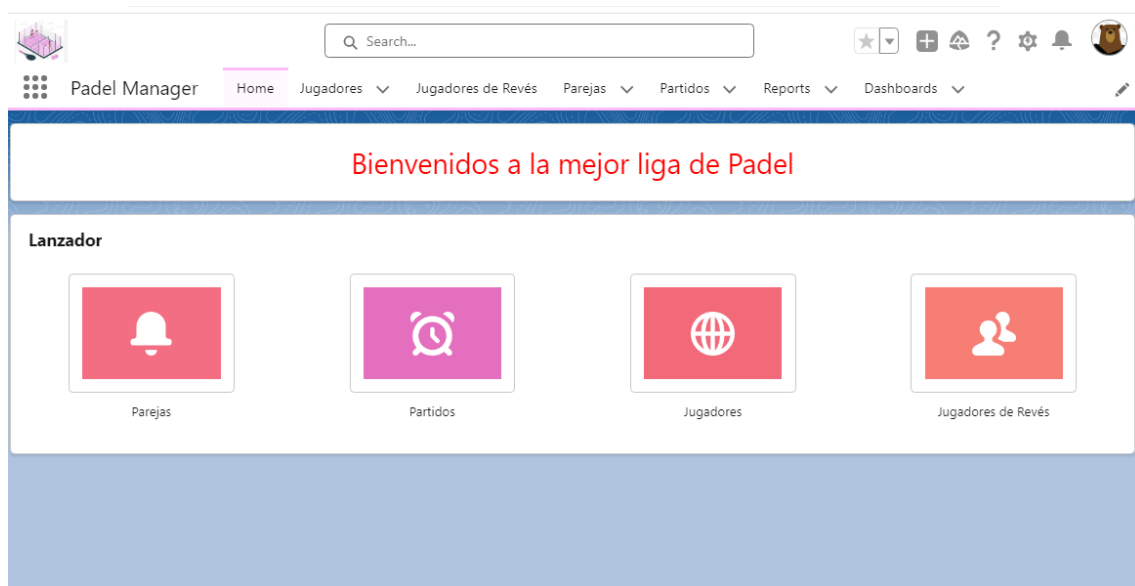 Search...
Padel Manager Home Jugadores Jugadores de Revés Parejas Partidos Reports Dashboards
Bienvenidos a la mejor liga de Padel
Lanzador
Parejas Partidos Jugadores Jugadores de Revés